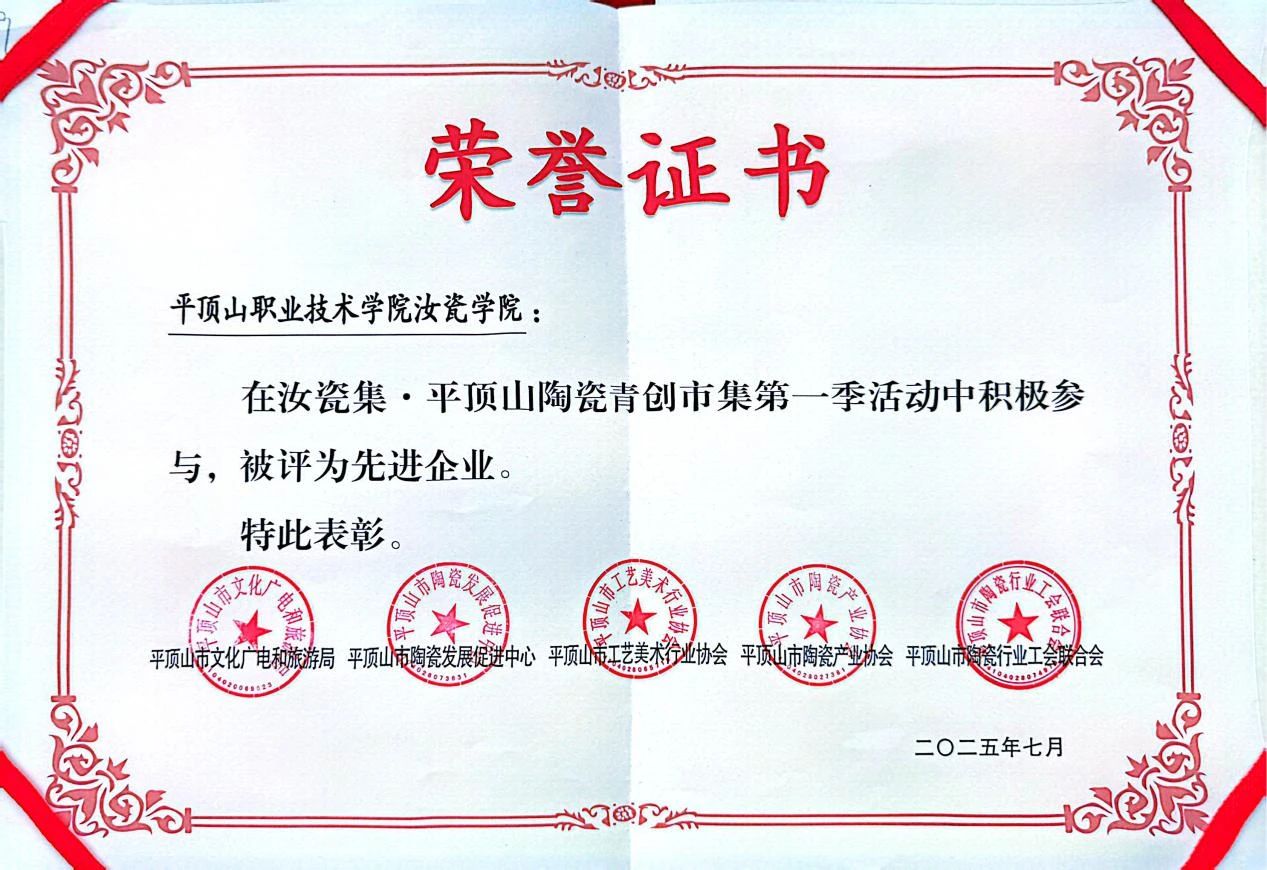 荣誉证书
平顶山职业技术学院汝瓷学院：
在汝瓷集·平顶山陶瓷青创市集第一季活动中积极参
与，被评为先进企业。
特此表彰。
平顶山市文化广电和旅游局 平顶山市陶瓷发展促进中心 平顶山市工艺美术行业协会 平顶山市陶瓷产业协会 平顶山市陶瓷行业工会联合会
二〇二五年七月